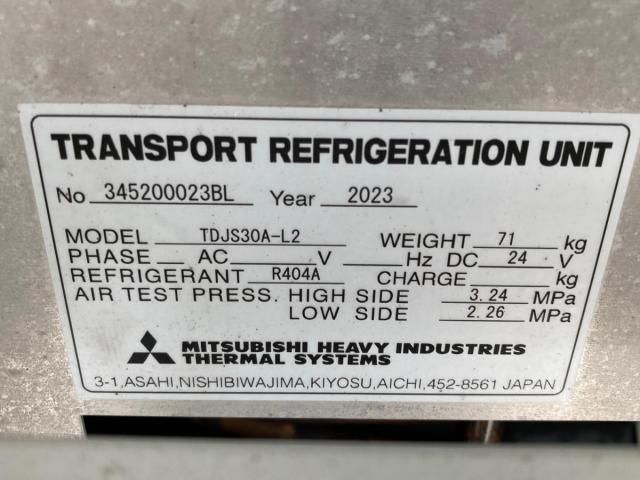 TRANSPORT REFRIGERATION UNIT
No 345200023BL Year 2023
MODEL TDJS30A-L2 WEIGHT 71 kg
PHASE AC V Hz DC 24 V
REFRIGERANT R404A CHARGE kg
AIR TEST PRESS. HIGH SIDE 3.24 MPa
LOW SIDE 2.26 MPa
MITSUBISHI HEAVY INDUSTRIES
THERMAL SYSTEMS
3-1,ASAHI,NISHIBIWAJIMA,KIYOSU,AICHI,452-8561 JAPAN